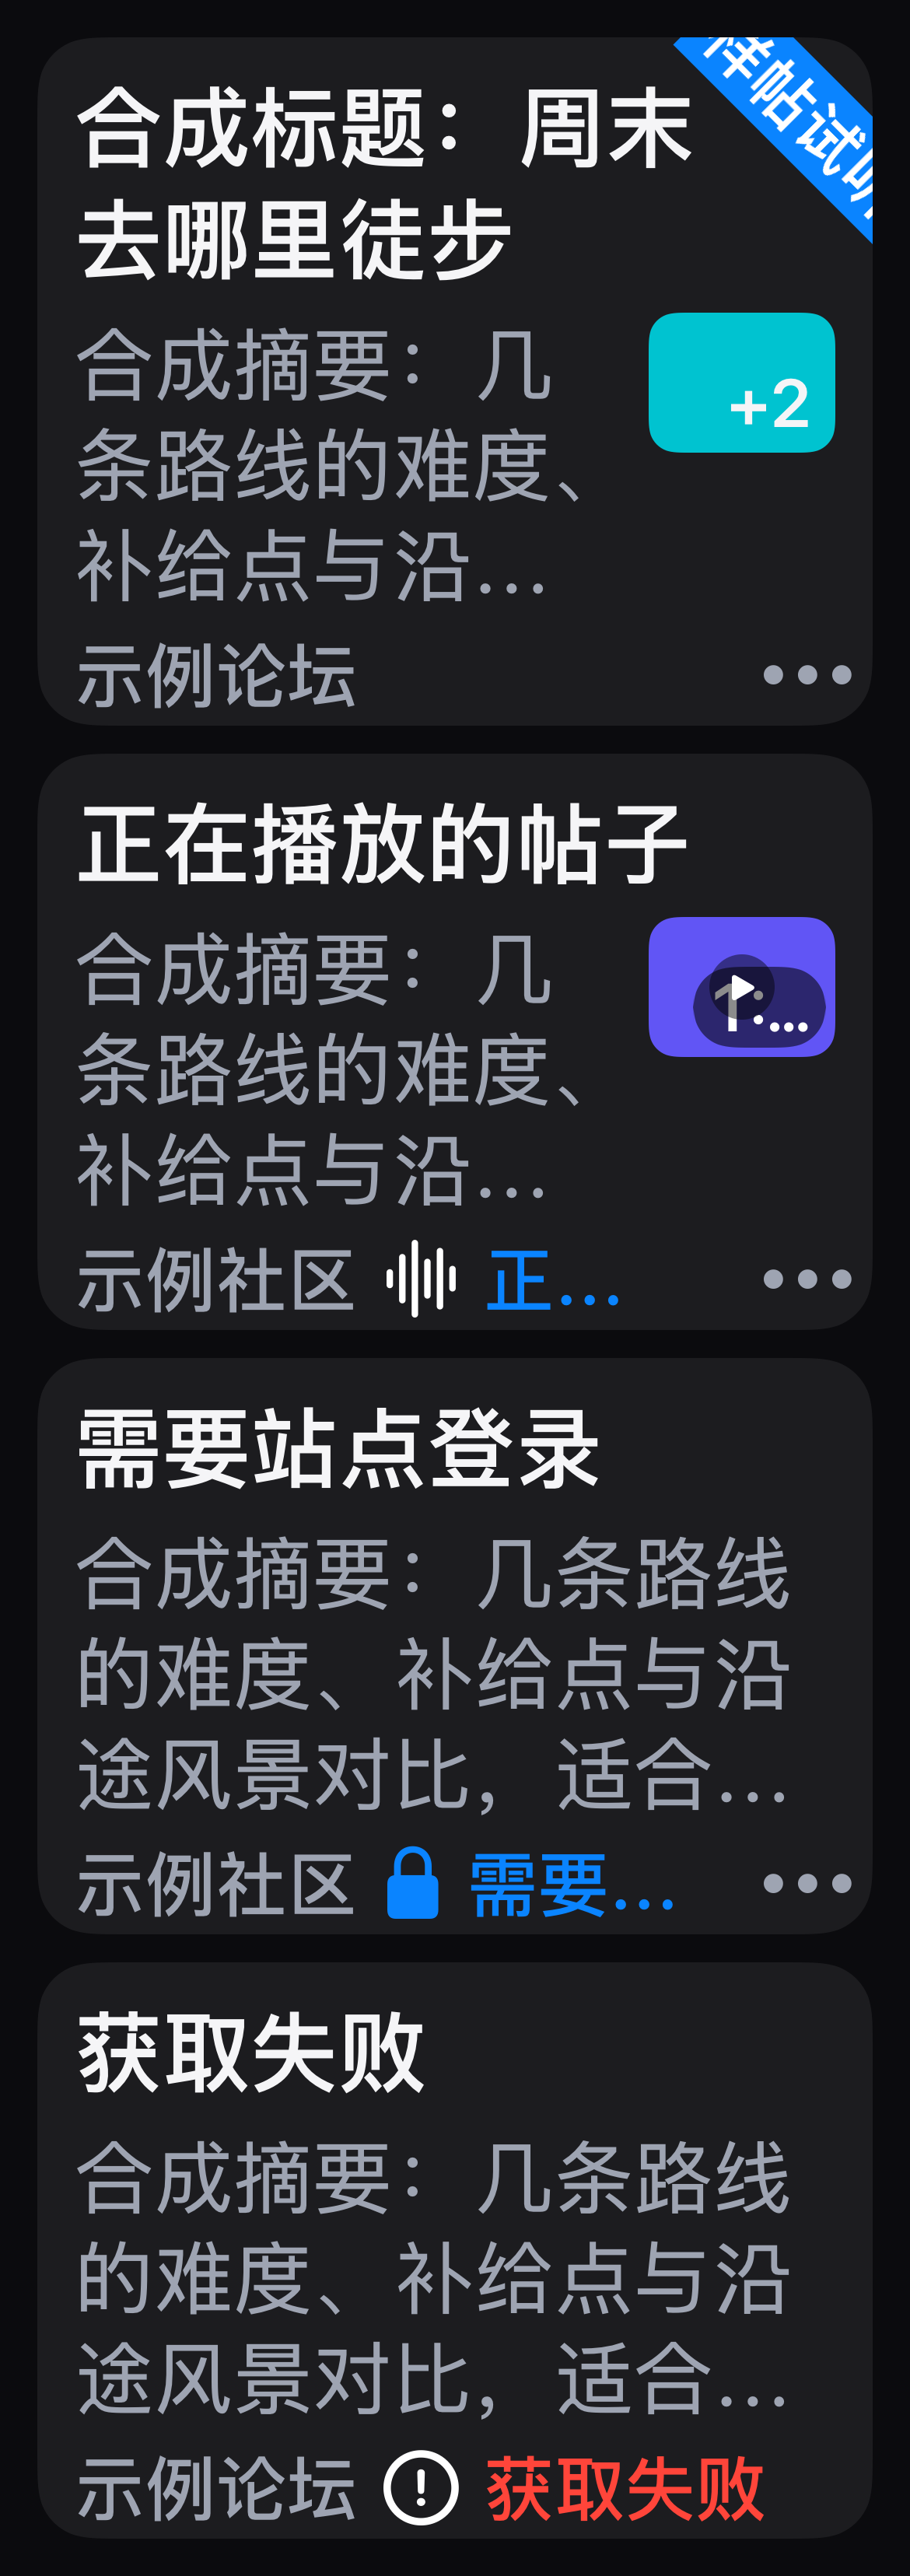 合成标题：周末
去哪里徒步
样帖试听
合成摘要：几
条路线的难度、
补给点与沿…
+2
示例论坛
正在播放的帖子
合成摘要：几
条路线的难度、
补给点与沿…
1:…
示例社区 正…
需要站点登录
合成摘要：几条路线
的难度、补给点与沿
途风景对比，适合…
示例社区 需要…
获取失败
合成摘要：几条路线
的难度、补给点与沿
途风景对比，适合…
示例论坛 获取失败